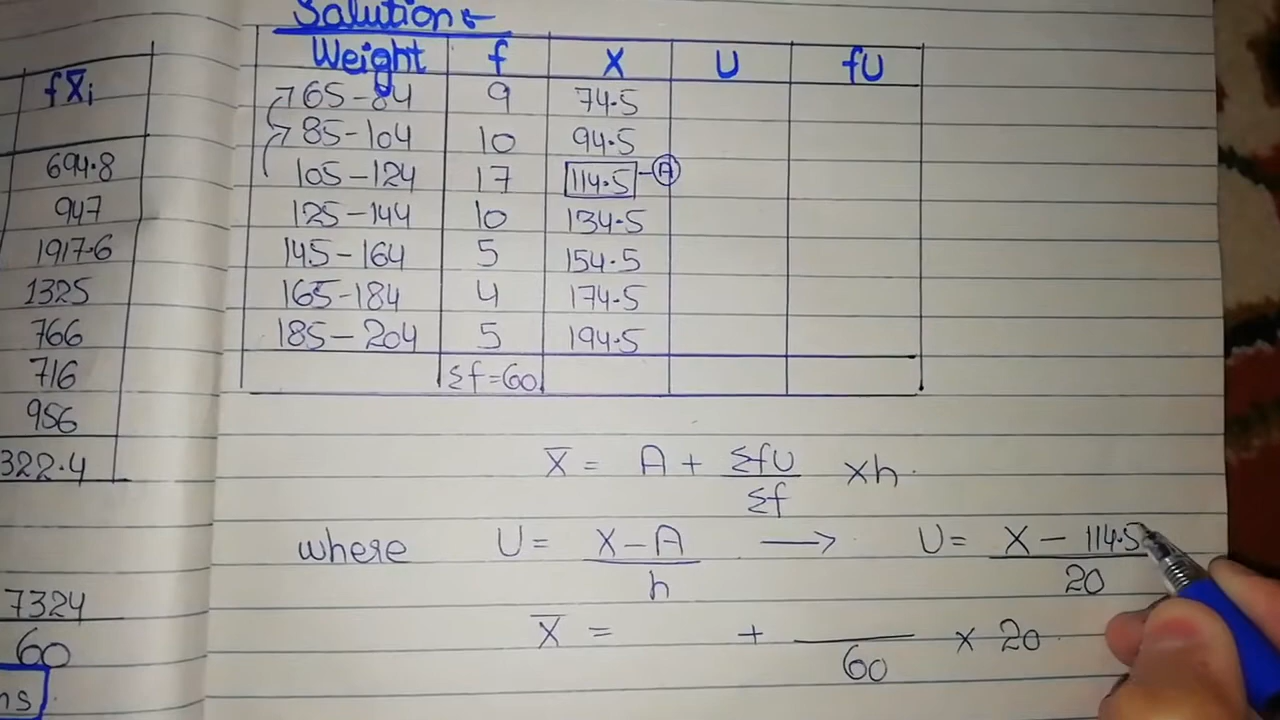 Solution:-
Weight f X U fU
65-84 9 74.5
85-104 10 94.5
105-124 17 114.5 - A
125-144 10 134.5
145-164 5 154.5
165-184 4 174.5
185-204 5 194.5
Σf=60
X̄ = A + ΣfU/Σf × h
where U = X-A/h → U = X - 114.5/20
X̄ = + /60 × 20
fX̄i
694.8
947
1917.6
1325
766
716
956
322.4
7324
60
ns